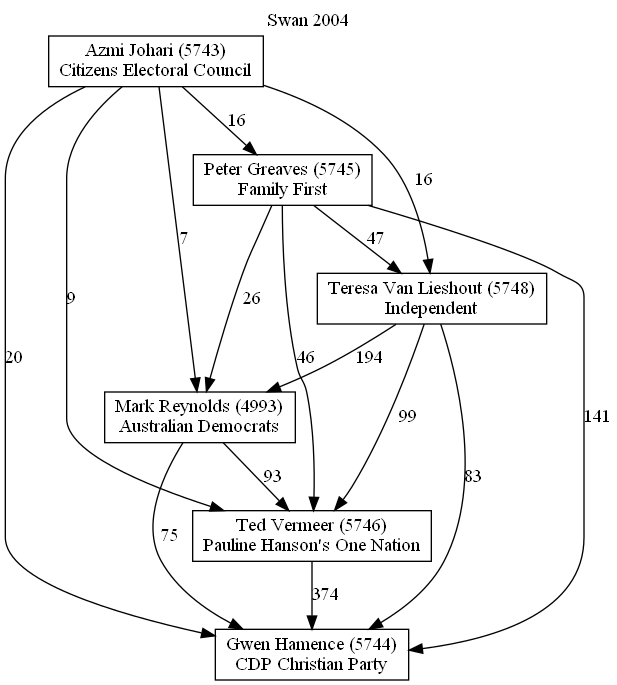 Swan 2004
Azmi Johari (5743)
Citizens Electoral Council
16
Peter Greaves (5745)
Family First
16
7
47
Teresa Van Lieshout (5748)
Independent
9
26
20
46
194
Mark Reynolds (4993)
Australian Democrats
99
141
93
83
75
Ted Vermeer (5746)
Pauline Hanson's One Nation
374
Gwen Hamence (5744)
CDP Christian Party